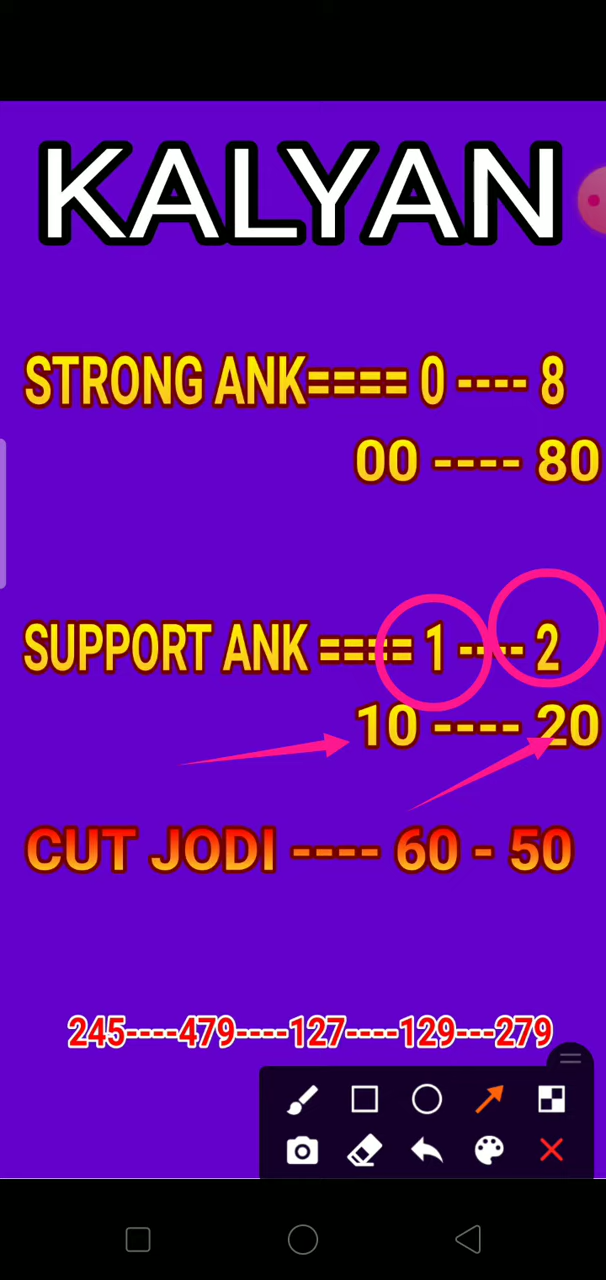 KALYAN
STRONG ANK==== 0 ---- 8
00 ---- 80
SUPPORT ANK ==== 1 ---- 2
10 ---- 20
CUT JODI ---- 60 - 50
245----479----127----129---279